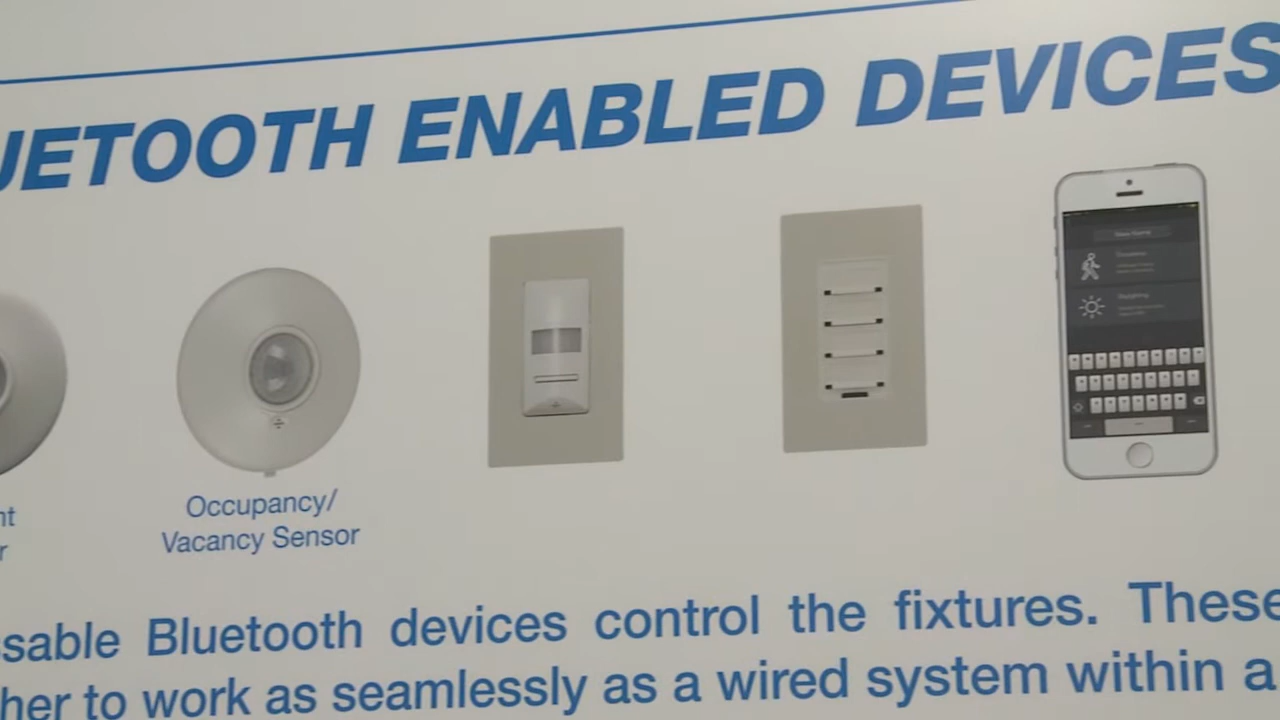 UETOOTH ENABLED DEVICES
nt
r
Occupancy/
Vacancy Sensor
sable Bluetooth devices control the fixtures. These
her to work as seamlessly as a wired system within a